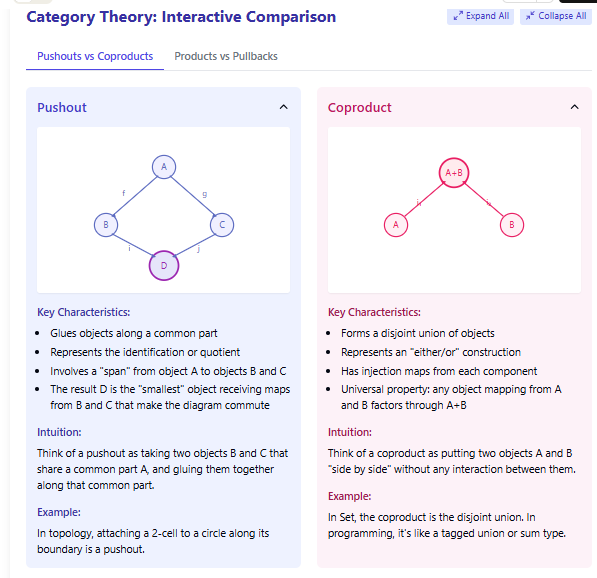 Category Theory: Interactive Comparison
Expand All
Collapse All
Pushouts vs Coproducts
Products vs Pullbacks
Pushout
A
f
g
B
C
i
j
D
Key Characteristics:
Glues objects along a common part
Represents the identification or quotient
Involves a "span" from object A to objects B and C
The result D is the "smallest" object receiving maps
from B and C that make the diagram commute
Intuition:
Think of a pushout as taking two objects B and C that
share a common part A, and gluing them together
along that common part.
Example:
In topology, attaching a 2-cell to a circle along its
boundary is a pushout.
Coproduct
A+B
A
B
Key Characteristics:
Forms a disjoint union of objects
Represents an "either/or" construction
Has injection maps from each component
Universal property: any object mapping from A
and B factors through A+B
Intuition:
Think of a coproduct as putting two objects A and B
"side by side" without any interaction between them.
Example:
In Set, the coproduct is the disjoint union. In
programming, it's like a tagged union or sum type.